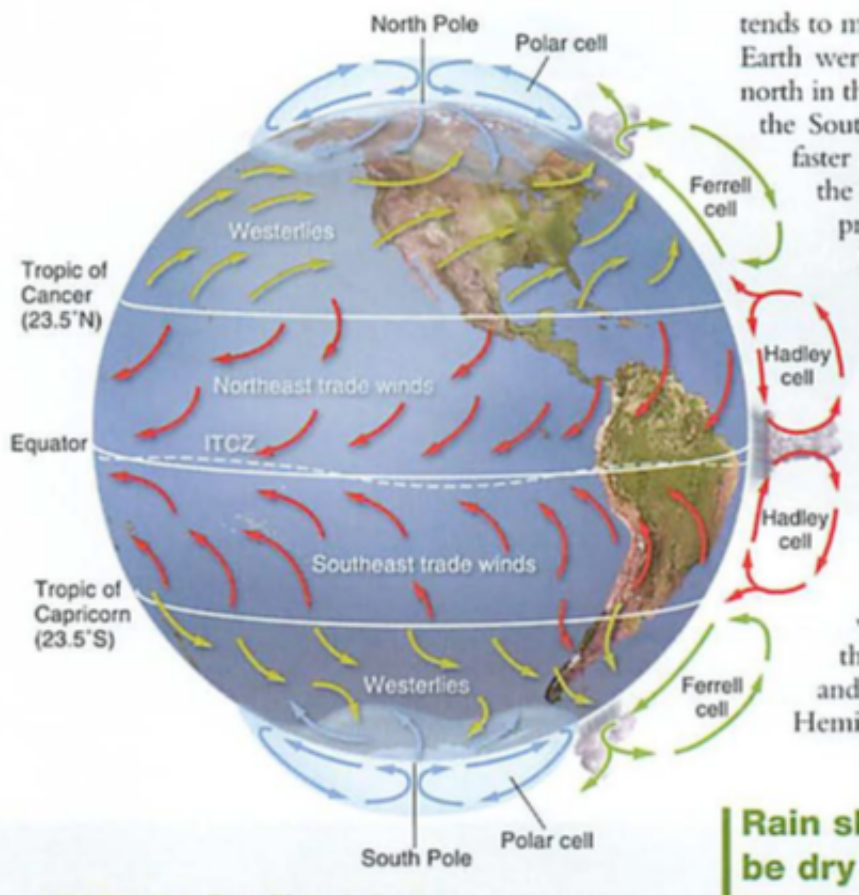 North Pole
Polar cell
tends to m
Earth wer
north in th
the Sout
faster
the
pr
Ferrell
cell
Westerlies
Tropic of
Cancer
(23.5°N)
Hadley
cell
Northeast trade winds
Equator
ITCZ
Hadley
cell
Southeast trade winds
Tropic of
Capricorn
(23.5°S)
th
and
Hemi
Ferrell
cell
Westerlies
Polar cell
South Pole
Rain sh
be dry